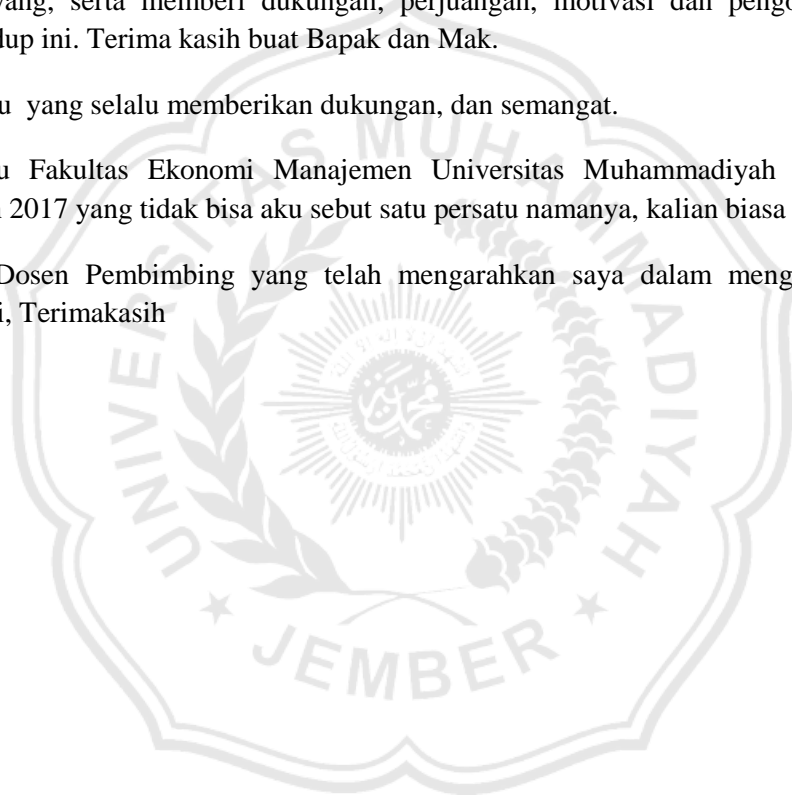 yang, serta memberi dukungan, perjuangan, motivasi dan
dup ini. Terima kasih buat Bapak dan Mak.
u yang selalu memberikan dukungan, dan semangat.
u Fakultas Ekonomi Manajemen Universitas Muhammadiyah
2017 yang tidak bisa aku sebut satu persatu namanya, kalian biasa
Dosen Pembimbing yang telah mengarahkan saya dalam meng
i, Terimakasih
UNIVERSITAS MUHAMMADIYAH
JEMBER